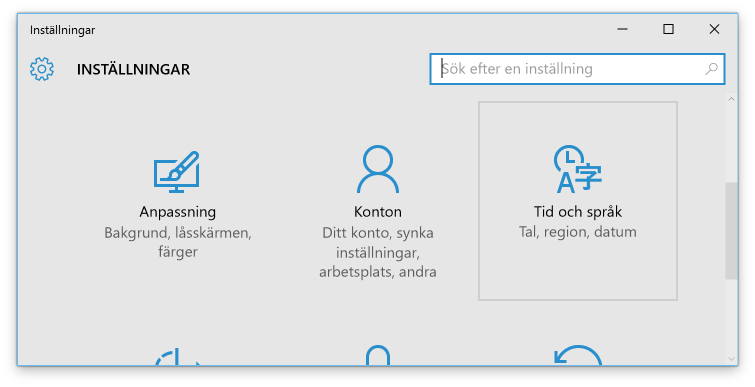 Inställningar
INSTÄLLNINGAR
Sök efter en inställning
A字
Anpassning
Bakgrund, låsskärmen,
färger
Konton
Ditt konto, synka
inställningar,
arbetsplats, andra
Tid och språk
Tal, region, datum